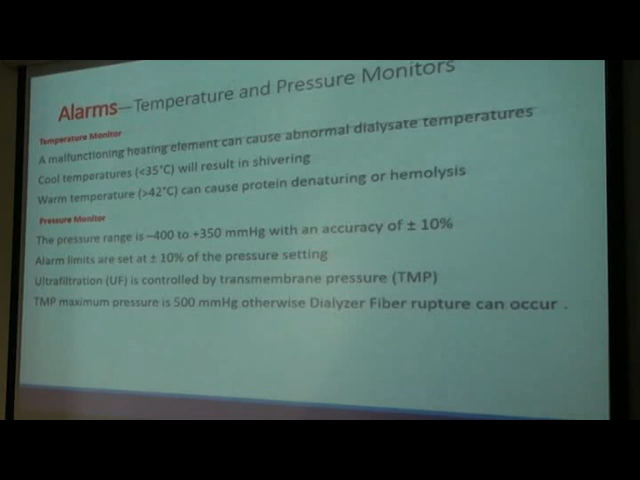 Alarms—Temperature and Pressure Monitors
Temperature Monitor
A malfunctioning heating element can cause abnormal dialysate temperatures
Cool temperatures (<35°C) will result in shivering
Warm temperature (>42°C) can cause protein denaturing or hemolysis
Pressure Monitor
The pressure range is –400 to +350 mmHg with an accuracy of ± 10%
Alarm limits are set at ± 10% of the pressure setting
Ultrafiltration (UF) is controlled by transmembrane pressure (TMP)
TMP maximum pressure is 500 mmHg otherwise Dialyzer Fiber rupture can occur .